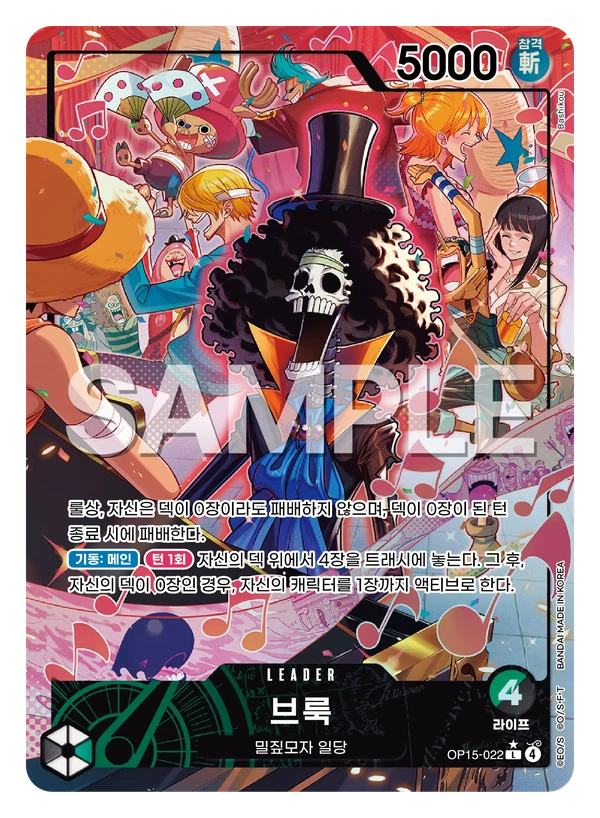 5000
참격
斬
Bashikou
SAMPLE
룰상, 자신은 덱이 0장이라도 패배하지 않으며, 덱이 0장이 된 턴
종료 시에 패배한다.
기동: 메인 턴 1회 자신의 덱 위에서 4장을 트래시에 놓는다. 그 후,
자신의 덱이 0장인 경우, 자신의 캐릭터를 1장까지 액티브로 한다.
LEADER
브룩
밀짚모자 일당
4
라이프
OP15-022 L 4
©EO/S ©O/S·F·T BANDAI MADE IN KOREA